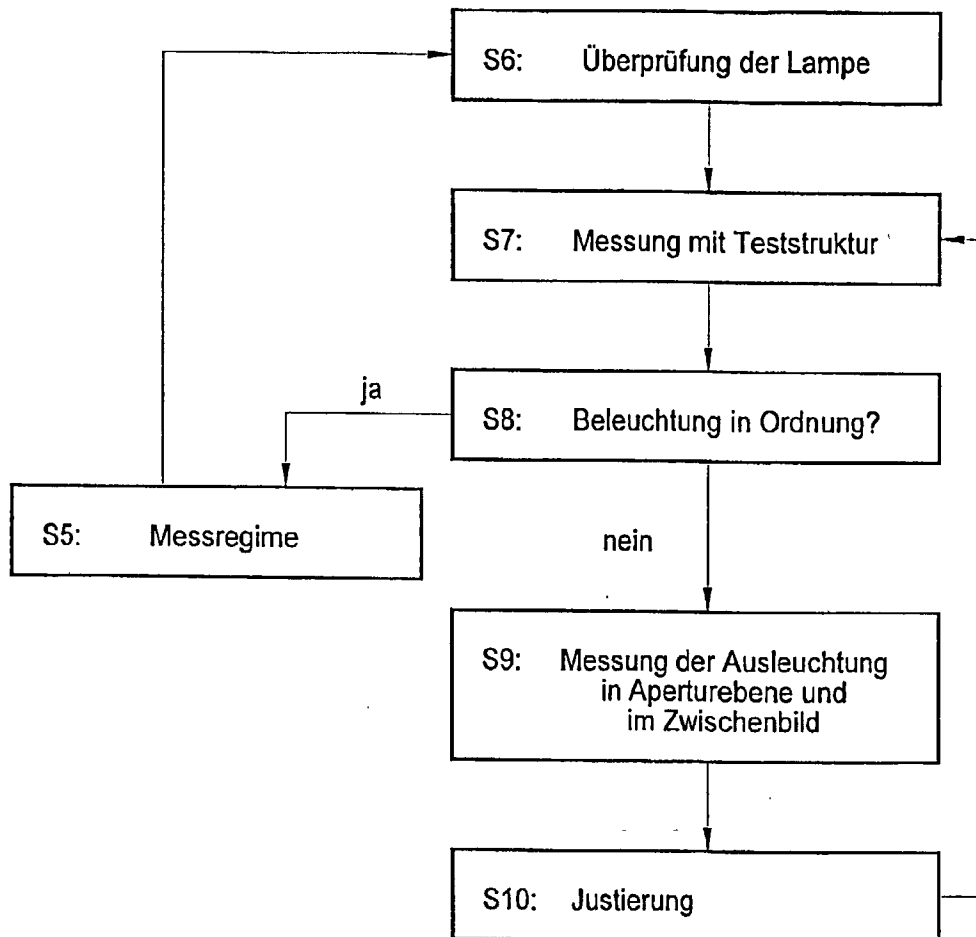 S6: Überprüfung der Lampe
S7: Messung mit Teststruktur
ja
S8: Beleuchtung in Ordnung?
S5: Messregime
nein
S9: Messung der Ausleuchtung
in Aperturebene und
im Zwischenbild
S10: Justierung